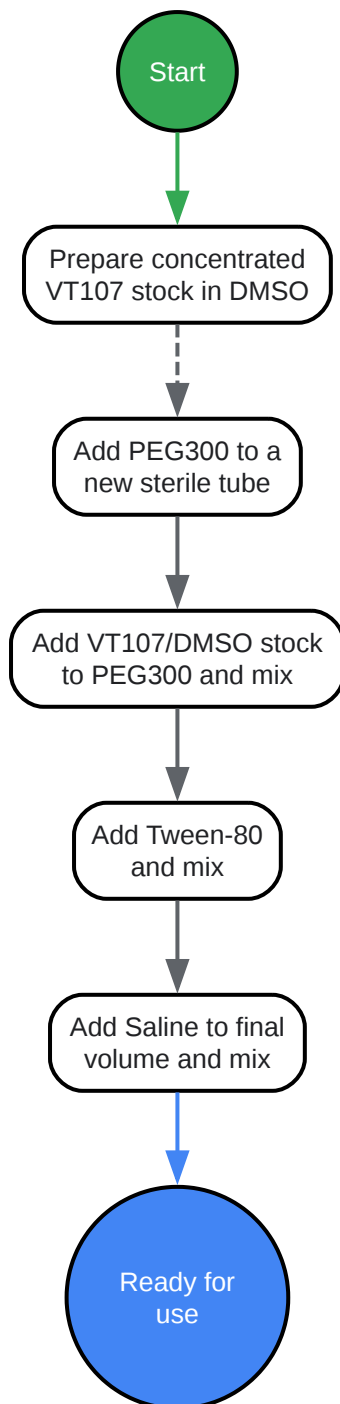 Start
Prepare concentrated
VT107 stock in DMSO
Add PEG300 to a
new sterile tube
Add VT107/DMSO stock
to PEG300 and mix
Add Tween-80
and mix
Add Saline to final
volume and mix
Ready for
use